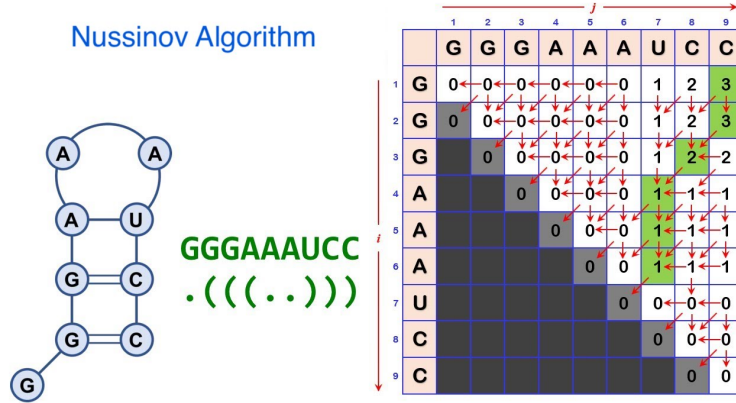 Nussinov Algorithm
A A
A U
G C
G C
G
GGGAAAUCC
.(((..)))
j
i
1 2 3 4 5 6 7 8 9
G G G A A A U C C
1 G 0 0 0 0 0 0 1 2 3
2 G 0 0 0 0 0 0 1 2 3
3 G 0 0 0 0 0 1 2 2
4 A 0 0 0 0 1 1 1
5 A 0 0 0 1 1 1
6 A 0 0 1 1 1
7 U 0 0 0 0
8 C 0 0 0
9 C 0 0